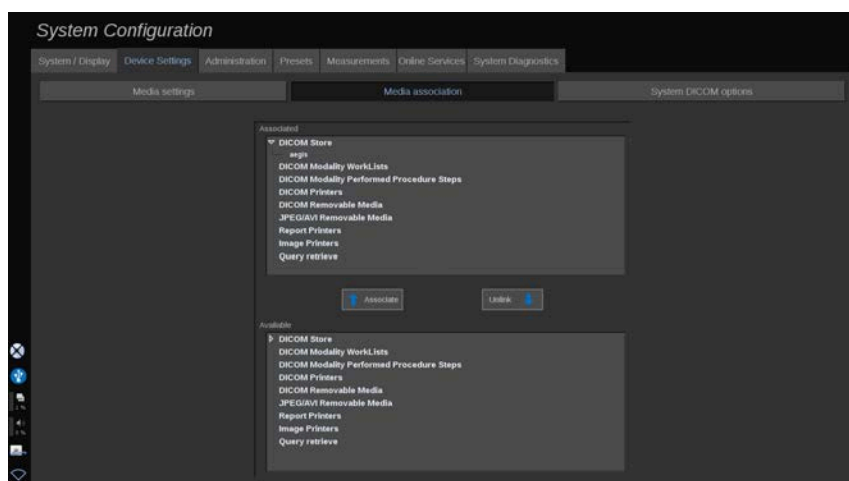 System Configuration
System / Display Device Settings Administration Presets Measurements Online Services System Diagnostics
Media settings Media association System DICOM options
Associated
DICOM Store
aegis
DICOM Modality WorkLists
DICOM Modality Performed Procedure Steps
DICOM Printers
DICOM Removable Media
JPEG/AVI Removable Media
Report Printers
Image Printers
Query retrieve
Associate Unlink
Available
DICOM Store
DICOM Modality WorkLists
DICOM Modality Performed Procedure Steps
DICOM Printers
DICOM Removable Media
JPEG/AVI Removable Media
Report Printers
Image Printers
Query retrieve